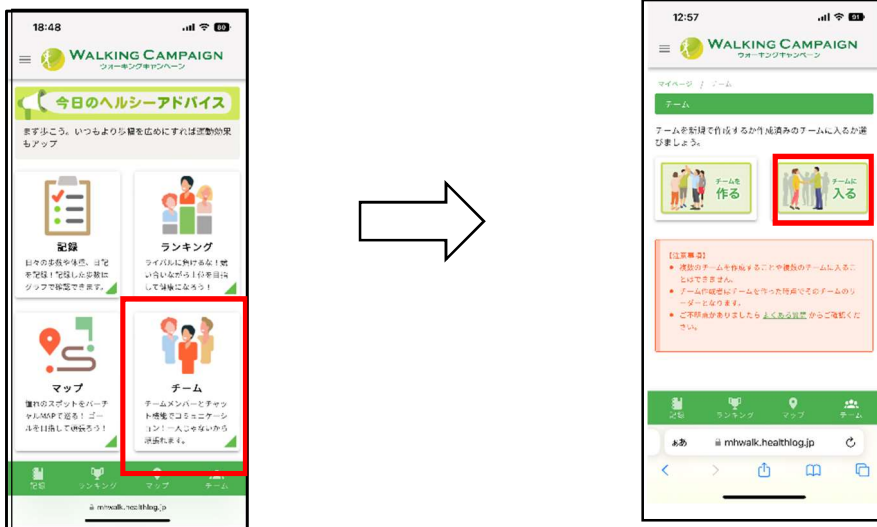 18:48
80
WALKING CAMPAIGN
ウオーキングキャンペーン
今日のヘルシーアドバイス
まず歩こう。いつもより歩幅を広めにすれば運動効果
もアップ
記録
日々の歩数や体重、日記
を記録！記録した歩数は
グラフで確認できます。
ランキング
ライバルに負けるな！競
い合いながら上位を目指
して健康になろう！
マップ
憧れのスポットをバーチ
ャルMAPで巡る！ ゴー
ルを目指して頑張ろう！
チーム
チームメンバーとチャッ
ト機能でコミュニケーシ
ョン！一人じゃないから
頑張れます。
記録
ランキング
マップ
チーム
mhwalk.healthlog.jp
12:57
91
WALKING CAMPAIGN
ウオーキングキャンペーン
マイページ / チーム
チーム
チームを新規で作成するか作成済みのチームに入るか選
びましょう。
チームを
作る
チームに
入る
【注意事項】
複数のチームを作成することや複数のチームに入るこ
とはできません。
チーム作成者はチームを作った時点でそのチームのリ
ーダーとなります。
ご不明点がありましたら よくある質問 からご確認くだ
さい。
記録
ランキング
マップ
チーム
ああ
mhwalk.healthlog.jp